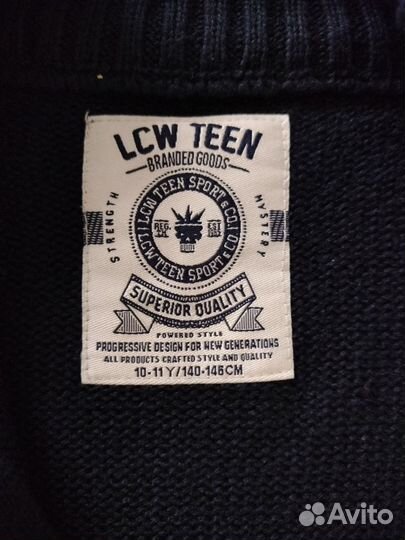 LCW TEEN
BRANDED GOODS
LCW TEEN SPORT & CO.
REG. EST
LCW TEEN SPORT & CO.
STRENGTH
MYSTERY
SUPERIOR QUALITY
POWERED STYLE
PROGRESSIVE DESIGN FOR NEW GENERATIONS
ALL PRODUCTS CRAFTED STYLE AND QUALITY
10-11 Y/140-146CM
Avito